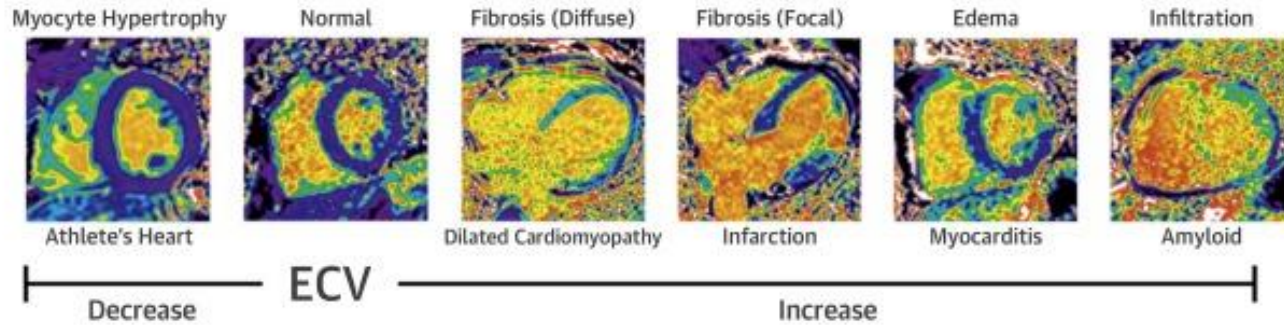 Myocyte Hypertrophy
Normal
Fibrosis (Diffuse)
Fibrosis (Focal)
Edema
Infiltration
Athlete's Heart
Dilated Cardiomyopathy
Infarction
Myocarditis
Amyloid
ECV
Decrease
Increase